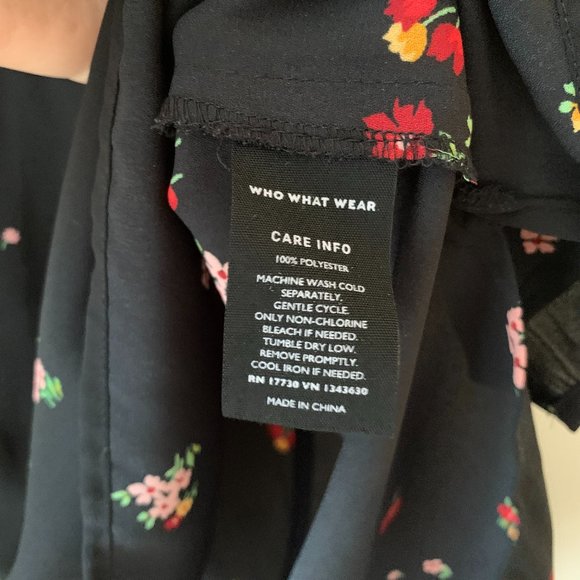 WHO WHAT WEAR
CARE INFO
100% POLYESTER
MACHINE WASH COLD
SEPARATELY.
GENTLE CYCLE.
ONLY NON-CHLORINE
BLEACH IF NEEDED.
TUMBLE DRY LOW.
REMOVE PROMPTLY.
COOL IRON IF NEEDED.
RN 17730 VN 1343630
MADE IN CHINA